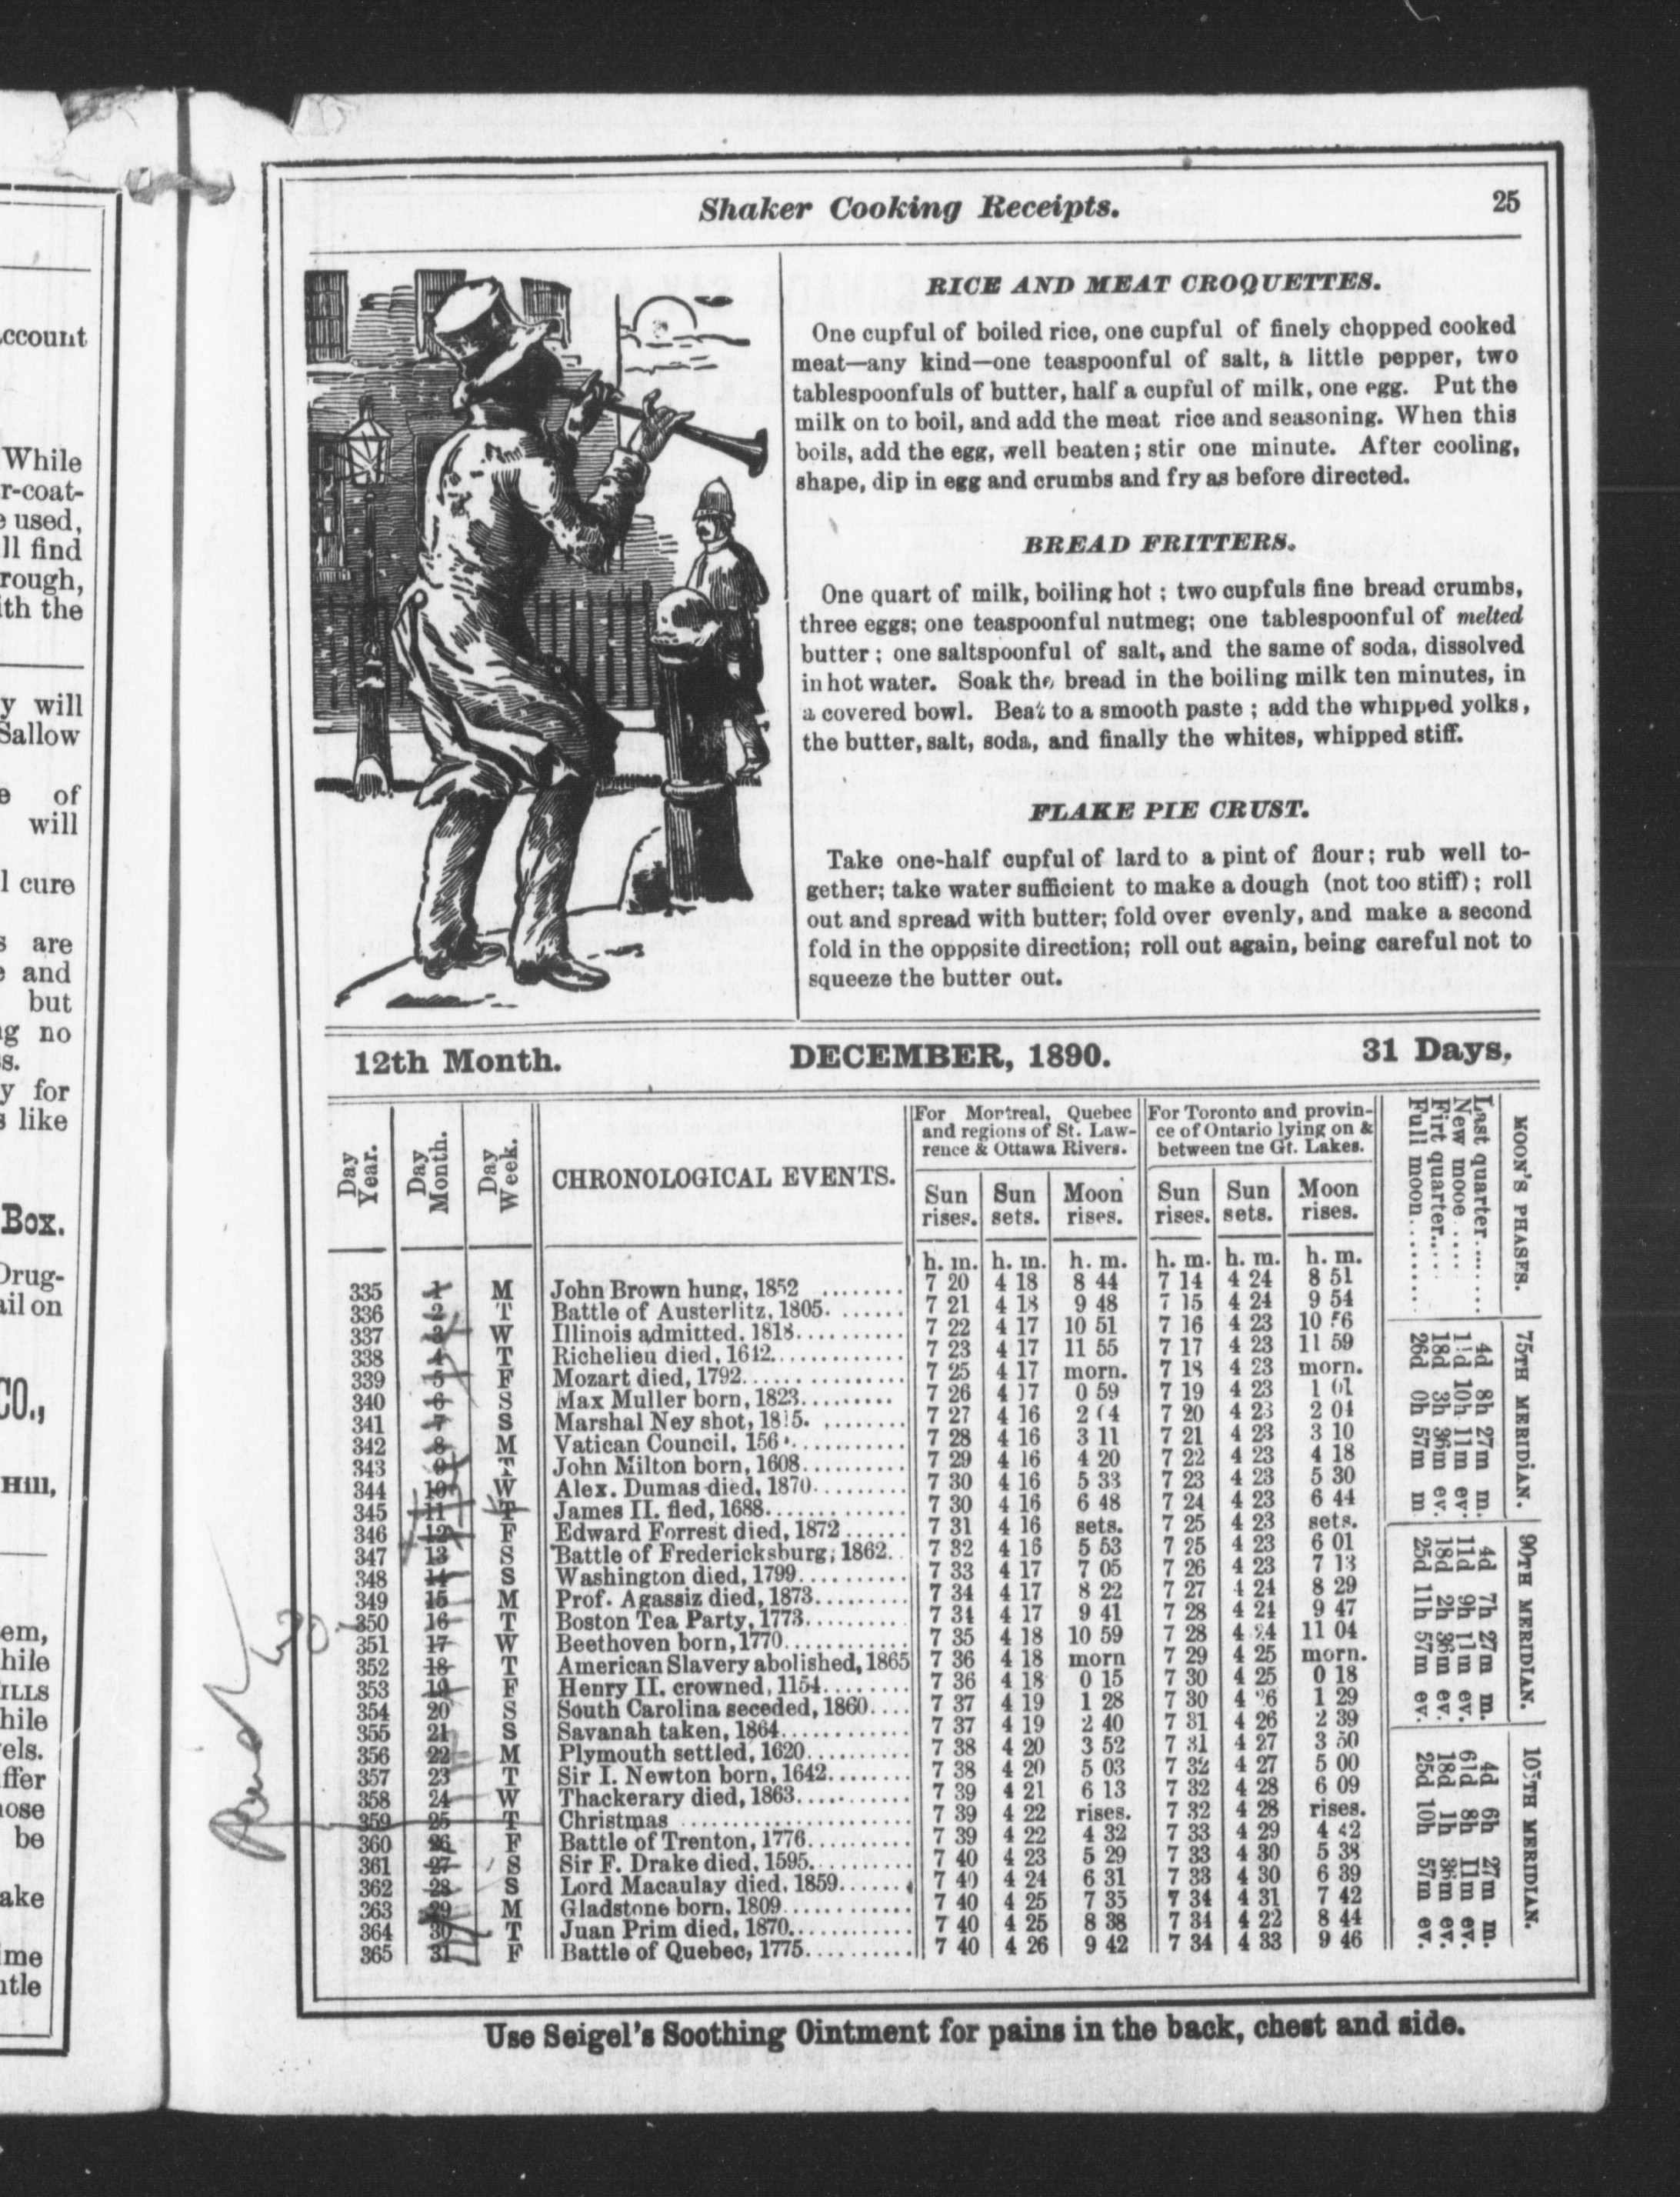 ccount
While
r-coat-
e used,
ll find
rough,
ith the
y will
Sallow
e of
will
l cure
s are
e and
but
ng no
ss.
y for
s like
Box.
Drug-
ail on
CO.,
Hill,
em,
hile
ILLS
hile
els.
ffer
hose
be
ake
ime
ntle
Shaker Cooking Receipts.
25
RICE AND MEAT CROQUETTES.
One cupful of boiled rice, one cupful of finely chopped cooked
meat—any kind—one teaspoonful of salt, a little pepper, two
tablespoonfuls of butter, half a cupful of milk, one egg. Put the
milk on to boil, and add the meat rice and seasoning. When this
boils, add the egg, well beaten; stir one minute. After cooling,
shape, dip in egg and crumbs and fry as before directed.
BREAD FRITTERS.
One quart of milk, boiling hot ; two cupfuls fine bread crumbs,
three eggs; one teaspoonful nutmeg; one tablespoonful of melted
butter ; one saltspoonful of salt, and the same of soda, dissolved
in hot water. Soak the bread in the boiling milk ten minutes, in
a covered bowl. Beat to a smooth paste ; add the whipped yolks,
the butter, salt, soda, and finally the whites, whipped stiff.
FLAKE PIE CRUST.
Take one-half cupful of lard to a pint of flour; rub well to-
gether; take water sufficient to make a dough (not too stiff) ; roll
out and spread with butter; fold over evenly, and make a second
fold in the opposite direction; roll out again, being careful not to
squeeze the butter out.
12th Month. DECEMBER, 1890. 31 Days.
Day Year.
Day Month.
Day Week.
CHRONOLOGICAL EVENTS.
For Montreal, Quebec
and regions of St. Law-
rence & Ottawa Rivers.
For Toronto and provin-
ce of Ontario lying on &
between tne Gt. Lakes.
Sun rises. Sun sets. Moon rises. Sun rises. Sun sets. Moon rises.
h. m. h. m. h. m. h. m. h. m. h. m.
335 1 M John Brown hung, 1852 ........ 7 20 4 18 8 44 7 14 4 24 8 51
336 2 T Battle of Austerlitz, 1805........ 7 21 4 18 9 48 7 15 4 24 9 54
337 3 W Illinois admitted, 1818.......... 7 22 4 17 10 51 7 16 4 23 10 56
338 4 T Richelieu died, 1642............ 7 23 4 17 11 55 7 17 4 23 11 59
339 5 F Mozart died, 1792............... 7 25 4 17 morn. 7 18 4 23 morn.
340 6 S Max Muller born, 1823......... 7 26 4 17 0 59 7 19 4 23 1 01
341 7 S Marshal Ney shot, 1815. ........ 7 27 4 16 2 04 7 20 4 23 2 04
342 8 M Vatican Council, 156 ........... 7 28 4 16 3 11 7 21 4 23 3 10
343 9 T John Milton born, 1608.......... 7 29 4 16 4 20 7 22 4 23 4 18
344 10 W Alex. Dumas died, 1870......... 7 30 4 16 5 33 7 23 4 23 5 30
345 11 T James II. fled, 1688.............. 7 30 4 16 6 48 7 24 4 23 6 44
346 12 F Edward Forrest died, 1872 ...... 7 31 4 16 sets. 7 25 4 23 sets.
347 13 S Battle of Fredericksburg, 1862.. 7 32 4 16 5 53 7 25 4 23 6 01
348 14 S Washington died, 1799.......... 7 33 4 17 7 05 7 26 4 23 7 13
349 15 M Prof. Agassiz died, 1873......... 7 34 4 17 8 22 7 27 4 24 8 29
350 16 T Boston Tea Party, 1773.......... 7 34 4 17 9 41 7 28 4 24 9 47
351 17 W Beethoven born, 1770............ 7 35 4 18 10 59 7 28 4 24 11 04
352 18 T American Slavery abolished, 1865 7 36 4 18 morn 7 29 4 25 morn.
353 19 F Henry II. crowned, 1154........ 7 36 4 18 0 15 7 30 4 25 0 18
354 20 S South Carolina seceded, 1860.... 7 37 4 19 1 28 7 30 4 26 1 29
355 21 S Savanah taken, 1864............ 7 37 4 19 2 40 7 31 4 26 2 39
356 22 M Plymouth settled, 1620.......... 7 38 4 20 3 52 7 31 4 27 3 50
357 23 T Sir I. Newton born, 1642........ 7 38 4 20 5 03 7 32 4 27 5 00
358 24 W Thackerary died, 1863........... 7 39 4 21 6 13 7 32 4 28 6 09
359 25 T Christmas ...................... 7 39 4 22 rises. 7 32 4 28 rises.
360 26 F Battle of Trenton, 1776.......... 7 39 4 22 4 32 7 33 4 29 4 42
361 27 S Sir F. Drake died, 1595.......... 7 40 4 23 5 29 7 33 4 30 5 38
362 28 S Lord Macaulay died, 1859....... 7 40 4 24 6 31 7 33 4 30 6 39
363 29 M Gladstone born, 1809............ 7 40 4 25 7 35 7 34 4 31 7 42
364 30 T Juan Prim died, 1870............ 7 40 4 25 8 38 7 34 4 22 8 44
365 31 F Battle of Quebec, 1775.......... 7 40 4 26 9 42 7 34 4 33 9 46
MOON'S PHASES. 75TH MERIDIAN. 90TH MERIDIAN. 105TH MERIDIAN.
Last quarter........ 4d 8h 27m m. 4d 7h 27m m. 4d 6h 27m m.
New mooe .... 11d 10h 11m ev. 11d 9h 11m ev. 61d 8h 11m ev.
Firt quarter..... 18d 3h 36m ev. 18d 2h 36m ev. 18d 1h 36m ev.
Full moon........ 26d 0h 57m m 25d 11h 57m ev. 25d 10h 57m ev.
Use Seigel's Soothing Ointment for pains in the back, chest and side.